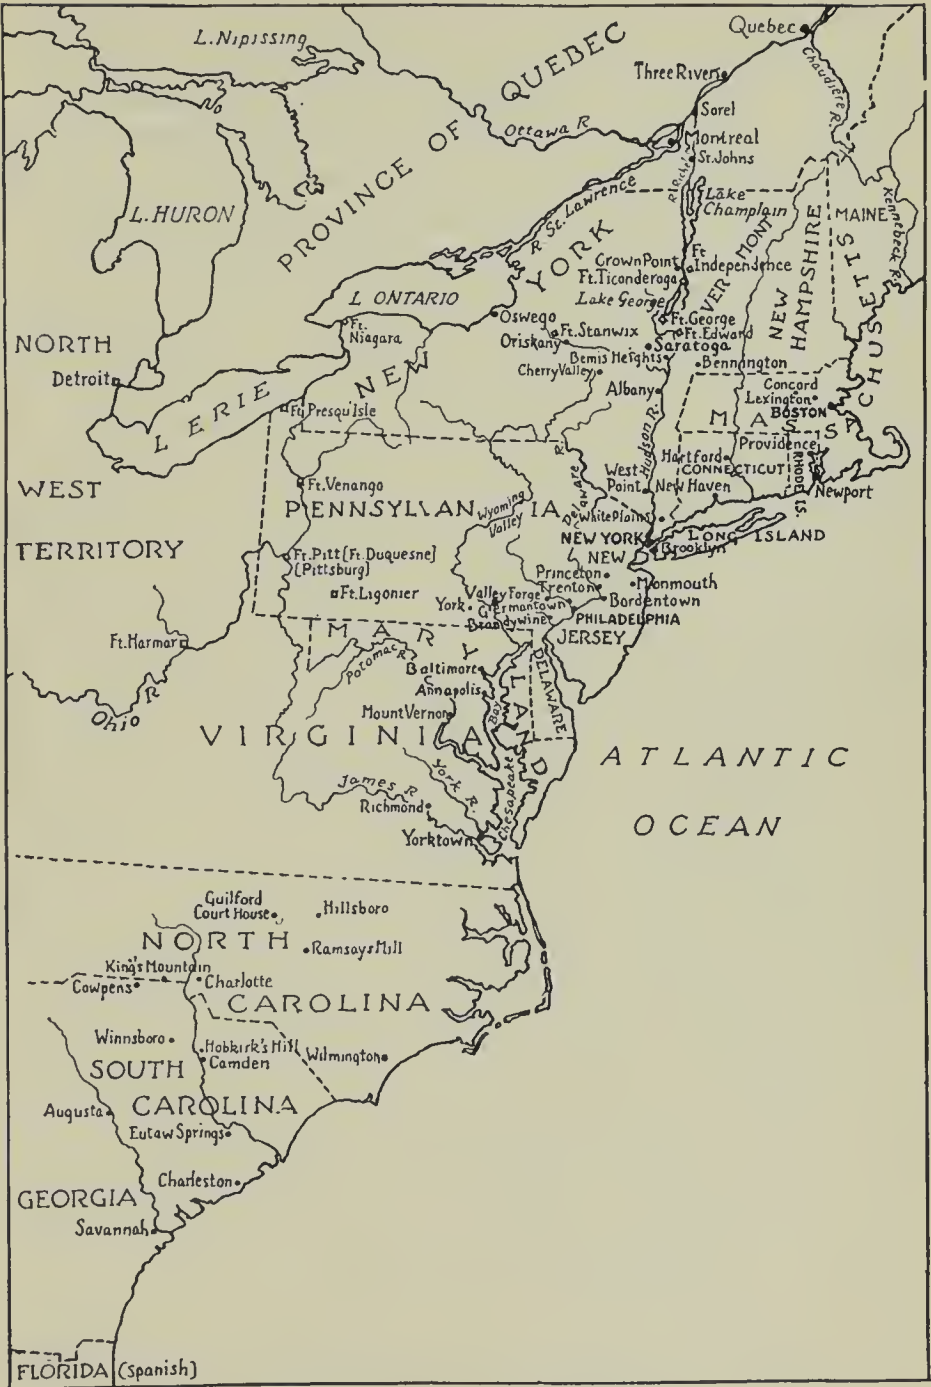 L. Nipissing
Quebec
Chaudiere R.
Three Rivers
PROVINCE OF QUEBEC
Sorel
Ottawa R
Montreal
St. Johns
R. Richelieu
L. HURON
R. St. Lawrence
Lake
Champlain
MAINE
Kennebeck R.
NEW YORK
Crown Point
Ft
Independence
Ft. Ticonderoga
VERMONT
NEW
HAMPSHIRE
MASSACHUSETTS
L ONTARIO
Lake George
Oswego
Ft. George
Ft.
Niagara
Ft. Stanwix
Ft. Edward
Oriskany
Saratoga
NORTH
Bemis Heights
Bennington
Detroit
Cherry Valley
Concord
Albany
Lexington
BOSTON
L ERIE
Ft. Presqu'Isle
Hudson R.
Providence
Hartford
CONNECTICUT
RHODE IS.
WEST
West
Point
New Haven
Newport
Ft. Venango
PENNSYLVANIA
Wyoming
Valley
Delaware R.
White Plains
NEW YORK
LONG ISLAND
Brooklyn
TERRITORY
Ft. Pitt [Ft. Duquesne]
[Pittsburg]
NEW
Princeton
Monmouth
Ft. Ligonier
Trenton
Valley Forge
Bordentown
York
Germantown
PHILADELPHIA
Brandywine
JERSEY
Ft. Harmar
MARYLAND
Potomac R
Baltimore
DELAWARE
Annapolis
Ohio R
Mount Vernon
Chesapeake Bay
VIRGINIA
ATLANTIC
OCEAN
York R.
James R
Richmond
Yorktown
Guilford
Court House
Hillsboro
NORTH
Ramsays Mill
King's Mountain
Cowpens
Charlotte
CAROLINA
Winnsboro
Hobkirk's Hill
Camden
Wilmington
SOUTH
CAROLINA
Augusta
Eutaw Springs
Charleston
GEORGIA
Savannah
FLORIDA (Spanish)